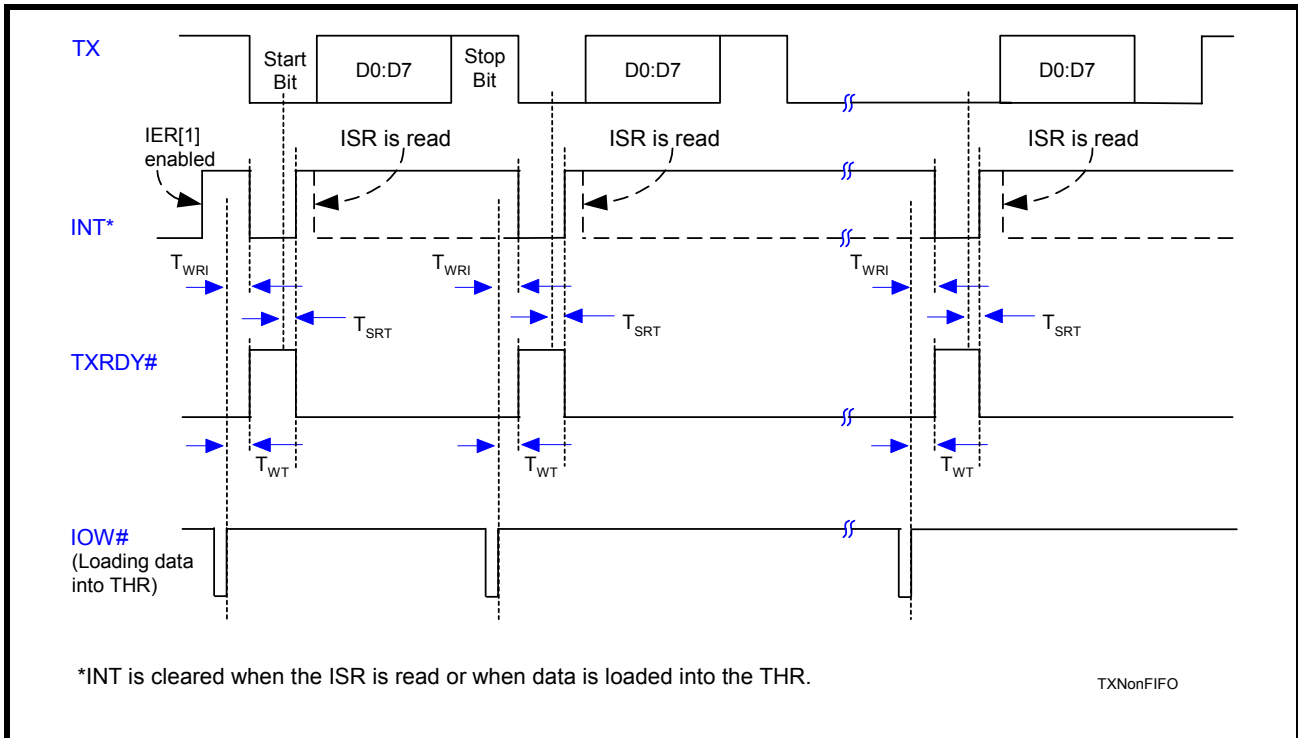 TX
Start
Bit
D0:D7
Stop
Bit
D0:D7
D0:D7
IER[1]
enabled
ISR is read
ISR is read
ISR is read
INT*
TWRI
TWRI
TWRI
TSRT
TSRT
TSRT
TXRDY#
TWT
TWT
TWT
IOW#
(Loading data
into THR)
*INT is cleared when the ISR is read or when data is loaded into the THR.
TXNonFIFO